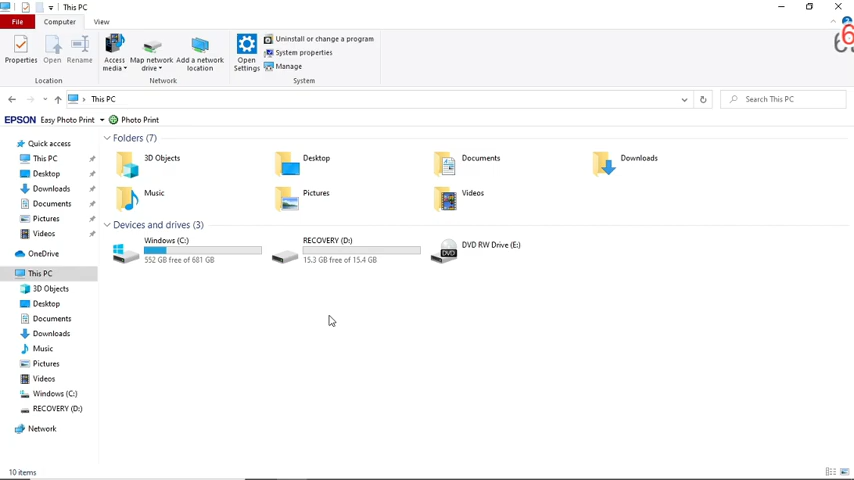 This PC
File
Computer
View
Properties
Open
Rename
Access media
Map network drive
Add a network location
Open Settings
Uninstall or change a program
System properties
Manage
Location
Network
System
This PC
Search This PC
EPSON Easy Photo Print
Photo Print
Quick access
This PC
Desktop
Downloads
Documents
Pictures
Videos
OneDrive
This PC
3D Objects
Desktop
Documents
Downloads
Music
Pictures
Videos
Windows (C:)
RECOVERY (D:)
Network
Folders (7)
3D Objects
Desktop
Documents
Downloads
Music
Pictures
Videos
Devices and drives (3)
Windows (C:)
552 GB free of 681 GB
RECOVERY (D:)
15.3 GB free of 15.4 GB
DVD RW Drive (E:)
DVD
10 items